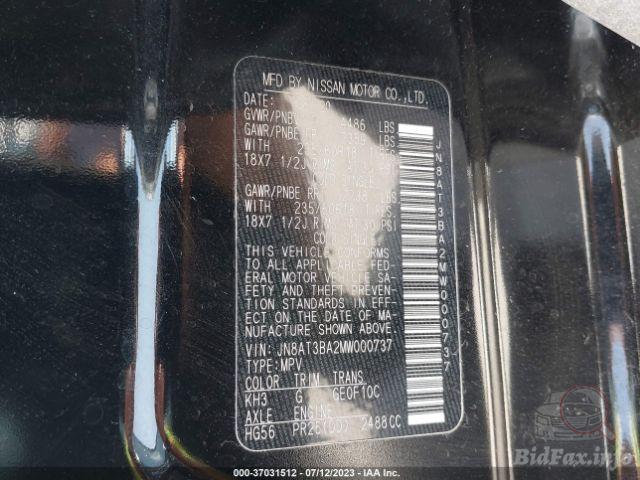 MFD BY NISSAN MOTOR CO.,LTD.
DATE:
GVWR/PNBV 4486 LBS
GAWR/PNBE FR LBS
WITH
18X7 1/2J
GAWR/PNBE RR LBS
WITH 235/
18X7 1/2J PSI
THIS VEHICLE CONFORMS
TO ALL APPLICABLE FED-
ERAL MOTOR VEHICLE SA-
FETY AND THEFT PREVEN-
TION STANDARDS IN EFF-
ECT ON THE DATE OF MA-
NUFACTURE SHOWN ABOVE.
VIN: JN8AT3BA2MW000737
TYPE:MPV
COLOR TRIM TRANS
KH3 G GE0F10C
AXLE ENGINE
HG56 PR25(DD) 2488CC
JN8AT3BA2MW000737
000-37031512 - 07/12/2023 - IAA Inc.
BidFax.info